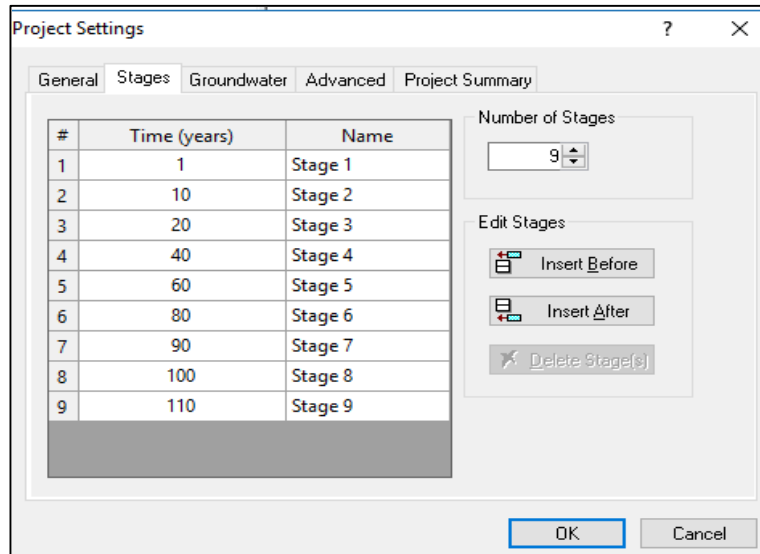 Project Settings ? ×
General Stages Groundwater Advanced Project Summary
# Time (years) Name
1 1 Stage 1
2 10 Stage 2
3 20 Stage 3
4 40 Stage 4
5 60 Stage 5
6 80 Stage 6
7 90 Stage 7
8 100 Stage 8
9 110 Stage 9
Number of Stages
9
Edit Stages
Insert Before
Insert After
Delete Stage(s)
OK Cancel